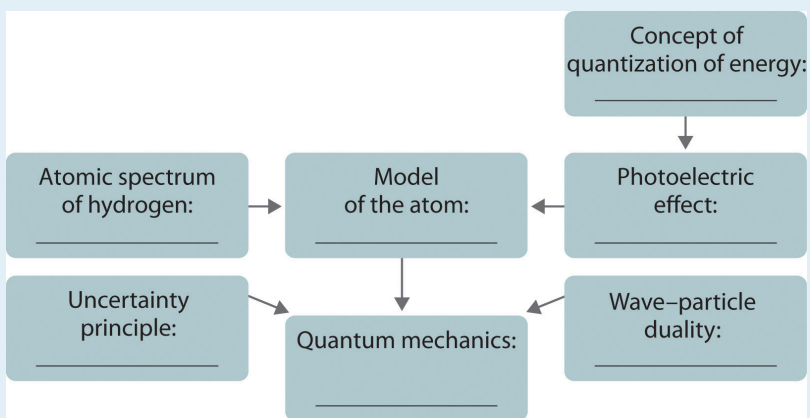 Concept of
quantization of energy:
Atomic spectrum
of hydrogen:
Model
of the atom:
Photoelectric
effect:
Uncertainty
principle:
Quantum mechanics:
Wave–particle
duality: